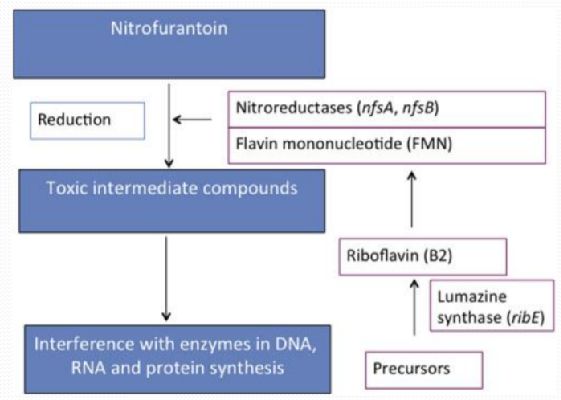 Nitrofurantoin
Nitroreductases (nfsA, nfsB)
Reduction
Flavin mononucleotide (FMN)
Toxic intermediate compounds
Riboflavin (B2)
Lumazine
synthase (ribE)
Interference with enzymes in DNA,
RNA and protein synthesis
Precursors